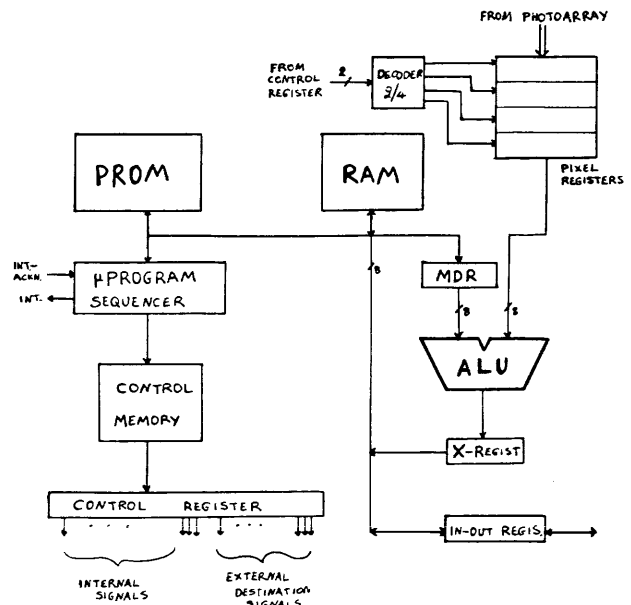 FROM PHOTOARRAY
FROM
CONTROL
REGISTER
2
DECODER
2/4
PIXEL
REGISTERS
PROM
RAM
INT-
ACKN.
INT.
μPROGRAM
SEQUENCER
8
MDR
8
8
ALU
CONTROL
MEMORY
X-REGIST
CONTROL REGISTER
IN-OUT REGIS.
INTERNAL
SIGNALS
EXTERNAL
DESTINATION
SIGNALS